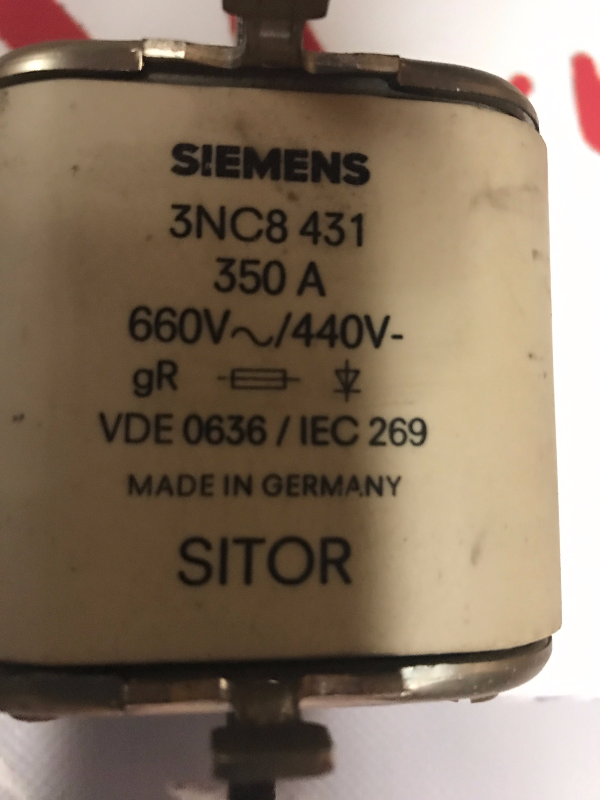 SIEMENS
3NC8 431
350 A
660V~/440V-
gR
VDE 0636 / IEC 269
MADE IN GERMANY
SITOR